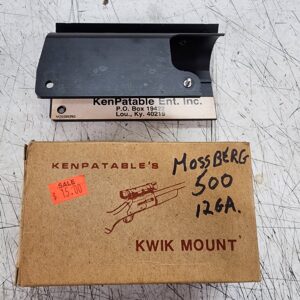 KenPatable Ent. Inc.
P.O. Box 19422
Lou., Ky. 40219
KENPATABLE'S
MOSSBERG
500
12GA.
SALE
$15.00
KWIK MOUNT